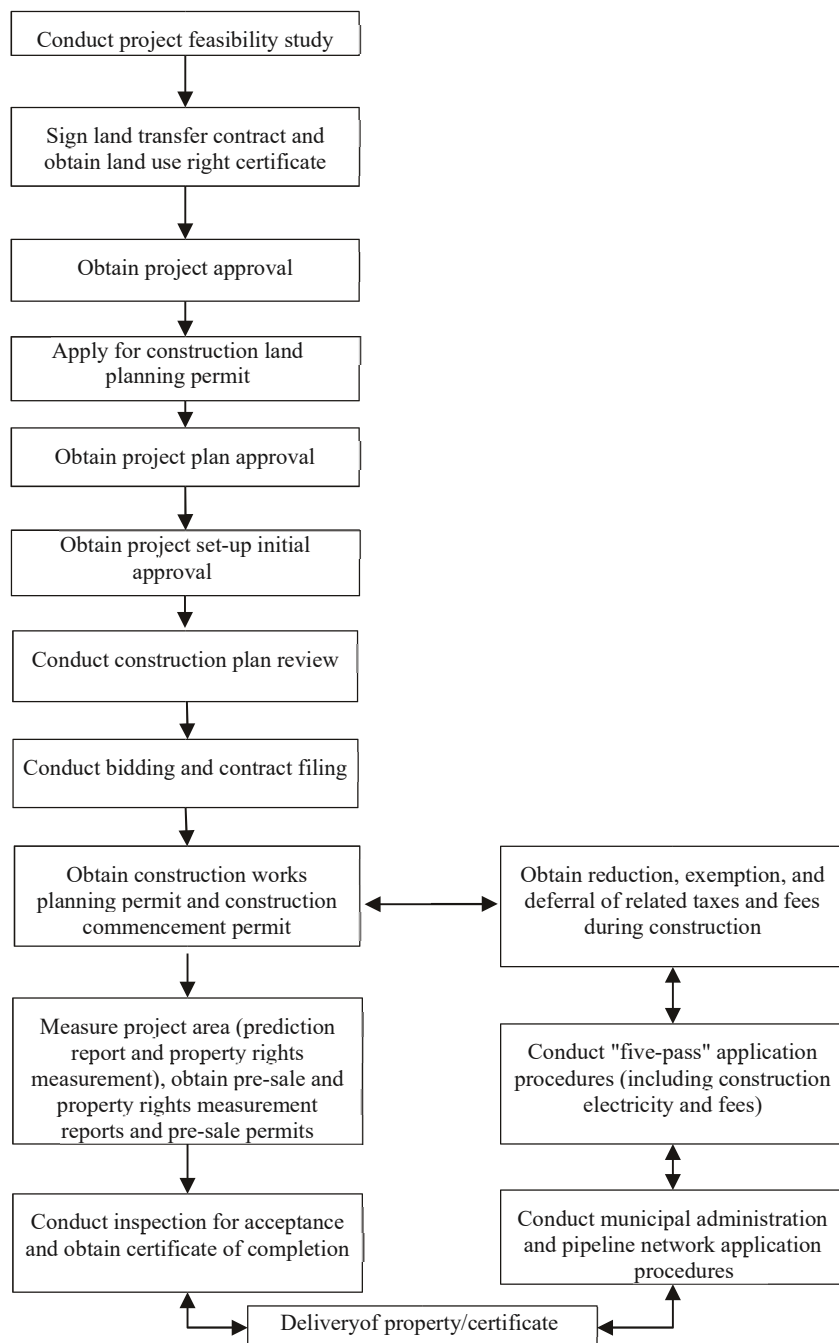 Conduct project feasibility study
Sign land transfer contract and
obtain land use right certificate
Obtain project approval
Apply for construction land
planning permit
Obtain project plan approval
Obtain project set-up initial
approval
Conduct construction plan review
Conduct bidding and contract filing
Obtain construction works
planning permit and construction
commencement permit
Obtain reduction, exemption, and
deferral of related taxes and fees
during construction
Measure project area (prediction
report and property rights
measurement), obtain pre-sale and
property rights measurement
reports and pre-sale permits
Conduct "five-pass" application
procedures (including construction
electricity and fees)
Conduct inspection for acceptance
and obtain certificate of completion
Conduct municipal administration
and pipeline network application
procedures
Deliveryof property/certificate